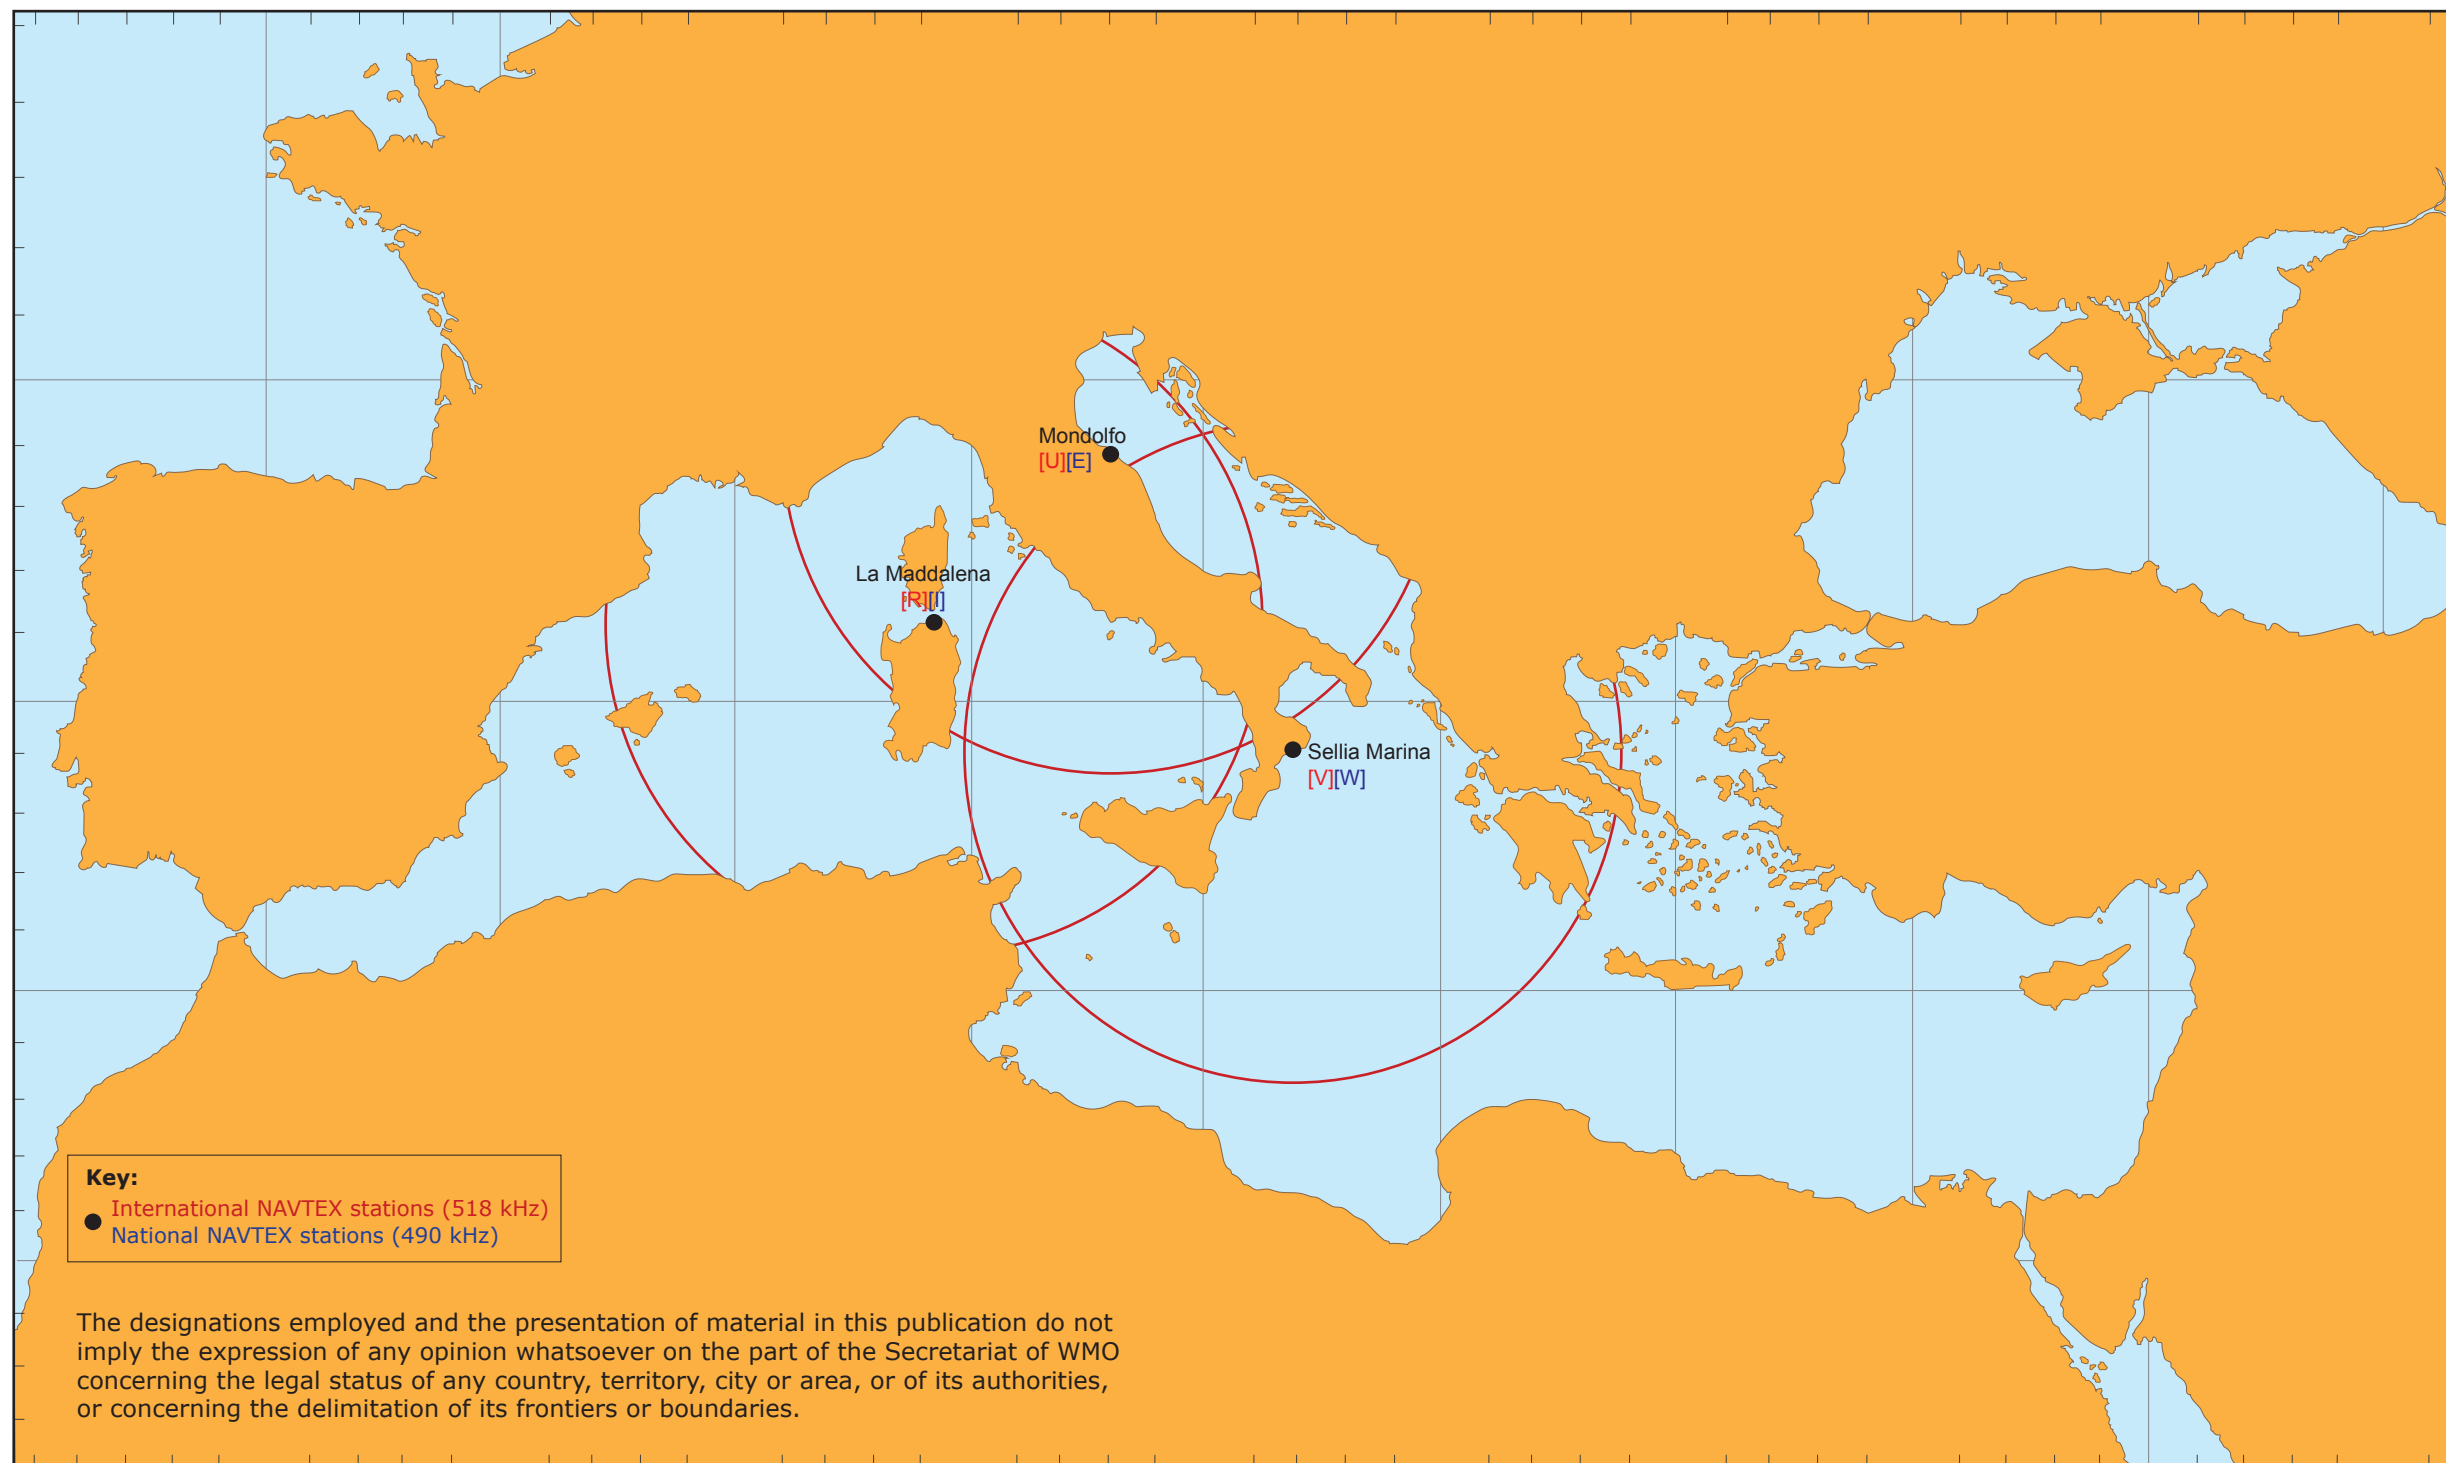 Mondolfo
[U][E]
La Maddalena
[R][I]
Sellia Marina
[V][W]
Key:
International NAVTEX stations (518 kHz)
National NAVTEX stations (490 kHz)
The designations employed and the presentation of material in this publication do not
imply the expression of any opinion whatsoever on the part of the Secretariat of WMO
concerning the legal status of any country, territory, city or area, or of its authorities,
or concerning the delimitation of its frontiers or boundaries.